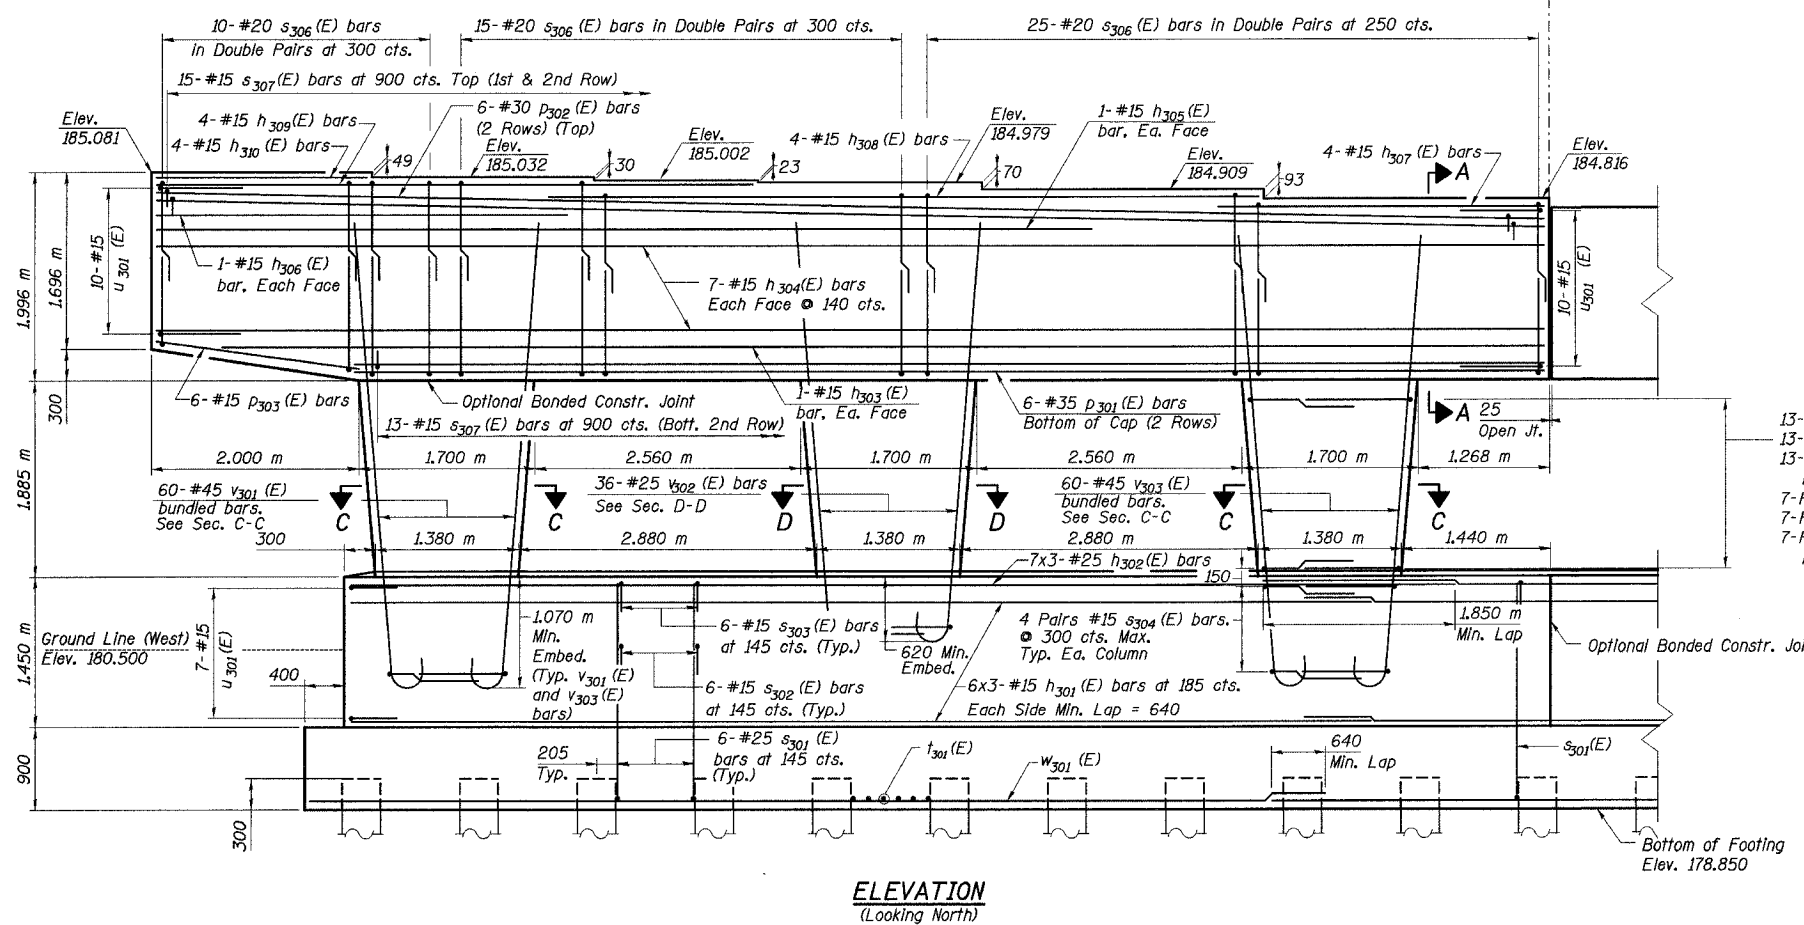 10-#20 s306(E) bars
in Double Pairs at 300 cts.
15-#20 s306(E) bars in Double Pairs at 300 cts.
25-#20 s306(E) bars in Double Pairs at 250 cts.
15-#15 s307(E) bars at 900 cts. Top (1st & 2nd Row)
6-#30 p302(E) bars
(2 Rows) (Top)
Elev.
185.081
4-#15 h309(E) bars
4-#15 h310(E) bars
49
Elev.
185.032
30
Elev.
185.002
23
4-#15 h308(E) bars
Elev.
184.979
70
1-#15 h305(E)
bar, Ea. Face
Elev.
184.909
93
4-#15 h307(E) bars
A
Elev.
184.816
1.996 m
1.696 m
10-#15
u301(E)
1-#15 h306(E)
bar, Each Face
7-#15 h304(E) bars
Each Face @ 140 cts.
10-#15
u301(E)
300
6-#15 p303(E) bars
Optional Bonded Constr. Joint
1-#15 h303(E)
bar, Ea. Face
6-#35 p301(E) bars
Bottom of Cap (2 Rows)
A
25
Open Jt.
13-#15 s307(E) bars at 900 cts. (Bott. 2nd Row)
13-
13-
13-
7-
7-
7-
1.885 m
2.000 m
1.700 m
2.560 m
1.700 m
2.560 m
1.700 m
1.268 m
60-#45 v301(E)
bundled bars.
See Sec. C-C
C
C
36-#25 v302(E) bars
See Sec. D-D
D
D
60-#45 v303(E)
bundled bars.
See Sec. C-C
C
C
300
1.380 m
2.880 m
1.380 m
2.880 m
1.380 m
1.440 m
7x3-#25 h302(E) bars
150
1.450 m
Ground Line (West)
Elev. 180.500
7-#15
u301(E)
400
1.070 m
Min.
Embed.
(Typ. v301(E)
and v303(E)
bars)
6-#15 s303(E) bars
at 145 cts. (Typ.)
6-#15 s302(E) bars
at 145 cts. (Typ.)
620 Min.
Embed.
4 Pairs #15 s304(E) bars.
@ 300 cts. Max.
Typ. Ea. Column
1.850 m
Min. Lap
Optional Bonded Constr. Joi
6x3-#15 h301(E) bars at 185 cts.
Each Side Min. Lap = 640
900
205
Typ.
6-#25 s301(E)
bars at 145 cts.
(Typ.)
t301(E)
w301(E)
640
Min. Lap
s301(E)
300
Bottom of Footing
Elev. 178.850
ELEVATION
(Looking North)